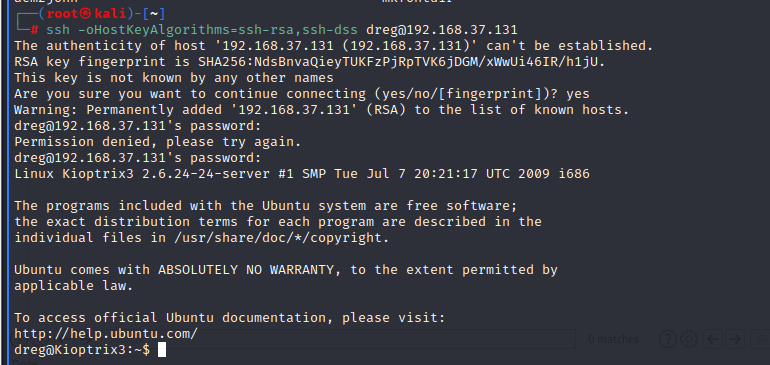 ┌──(root㉿kali)-[~]
└─# ssh -oHostKeyAlgorithms=ssh-rsa,ssh-dss dreg@192.168.37.131
The authenticity of host '192.168.37.131 (192.168.37.131)' can't be established.
RSA key fingerprint is SHA256:NdsBnvaQieyTUKFzPjRpTVK6jDGM/xWwUi46IR/h1jU.
This key is not known by any other names
Are you sure you want to continue connecting (yes/no/[fingerprint])? yes
Warning: Permanently added '192.168.37.131' (RSA) to the list of known hosts.
dreg@192.168.37.131's password:
Permission denied, please try again.
dreg@192.168.37.131's password:
Linux Kioptrix3 2.6.24-24-server #1 SMP Tue Jul 7 20:21:17 UTC 2009 i686
The programs included with the Ubuntu system are free software;
the exact distribution terms for each program are described in the
individual files in /usr/share/doc/*/copyright.
Ubuntu comes with ABSOLUTELY NO WARRANTY, to the extent permitted by
applicable law.
To access official Ubuntu documentation, please visit:
http://help.ubuntu.com/
0 matches
dreg@Kioptrix3:~$